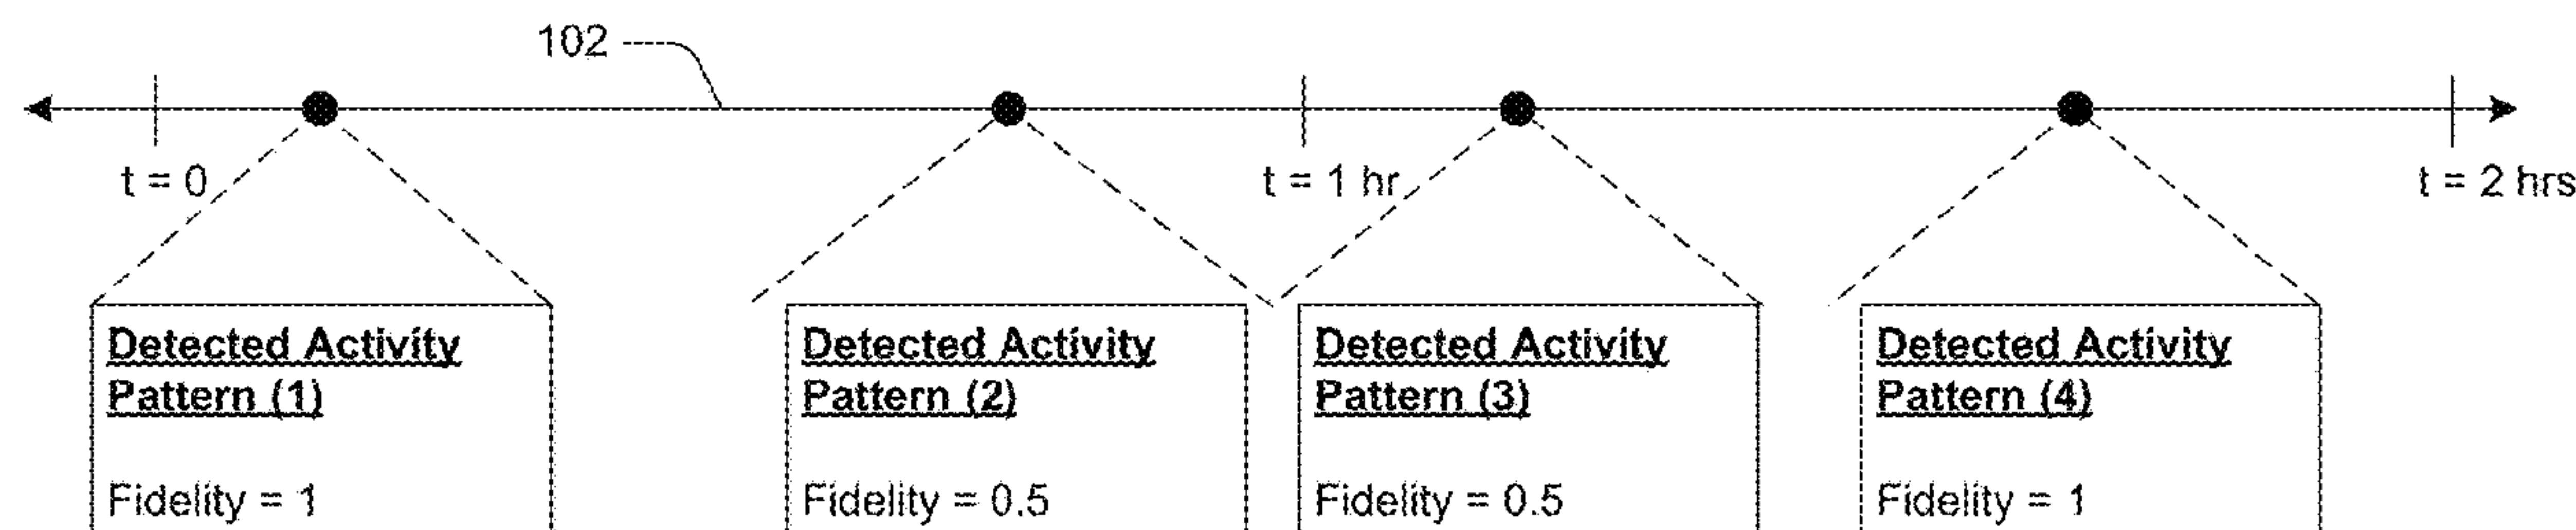 102
t = 0
t = 1 hr
t = 2 hrs
Detected Activity
Pattern (1)
Fidelity = 1
Detected Activity
Pattern (2)
Fidelity = 0.5
Detected Activity
Pattern (3)
Fidelity = 0.5
Detected Activity
Pattern (4)
Fidelity = 1